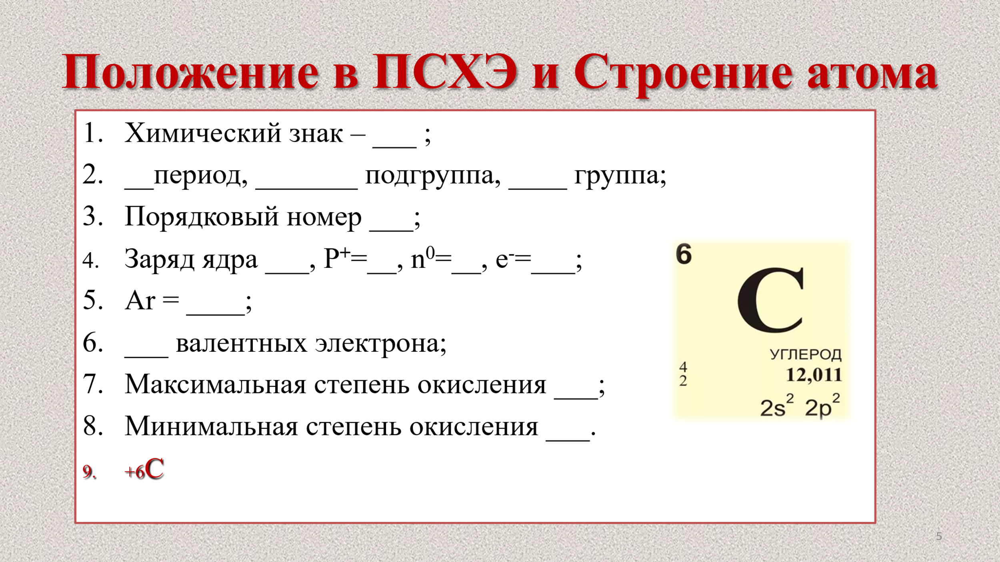 Положение в ПСХЭ и Строение атома
1. Химический знак – ___ ;
2. __период, _______ подгруппа, ____ группа;
3. Порядковый номер ___;
4. Заряд ядра ___, P⁺=__, n⁰=__, e⁻=___;
5. Ar = ____;
6. ___ валентных электрона;
7. Максимальная степень окисления ___;
8. Минимальная степень окисления ___.
9. +6C
6
C
УГЛЕРОД
4
12,011
2
2s² 2p²
5